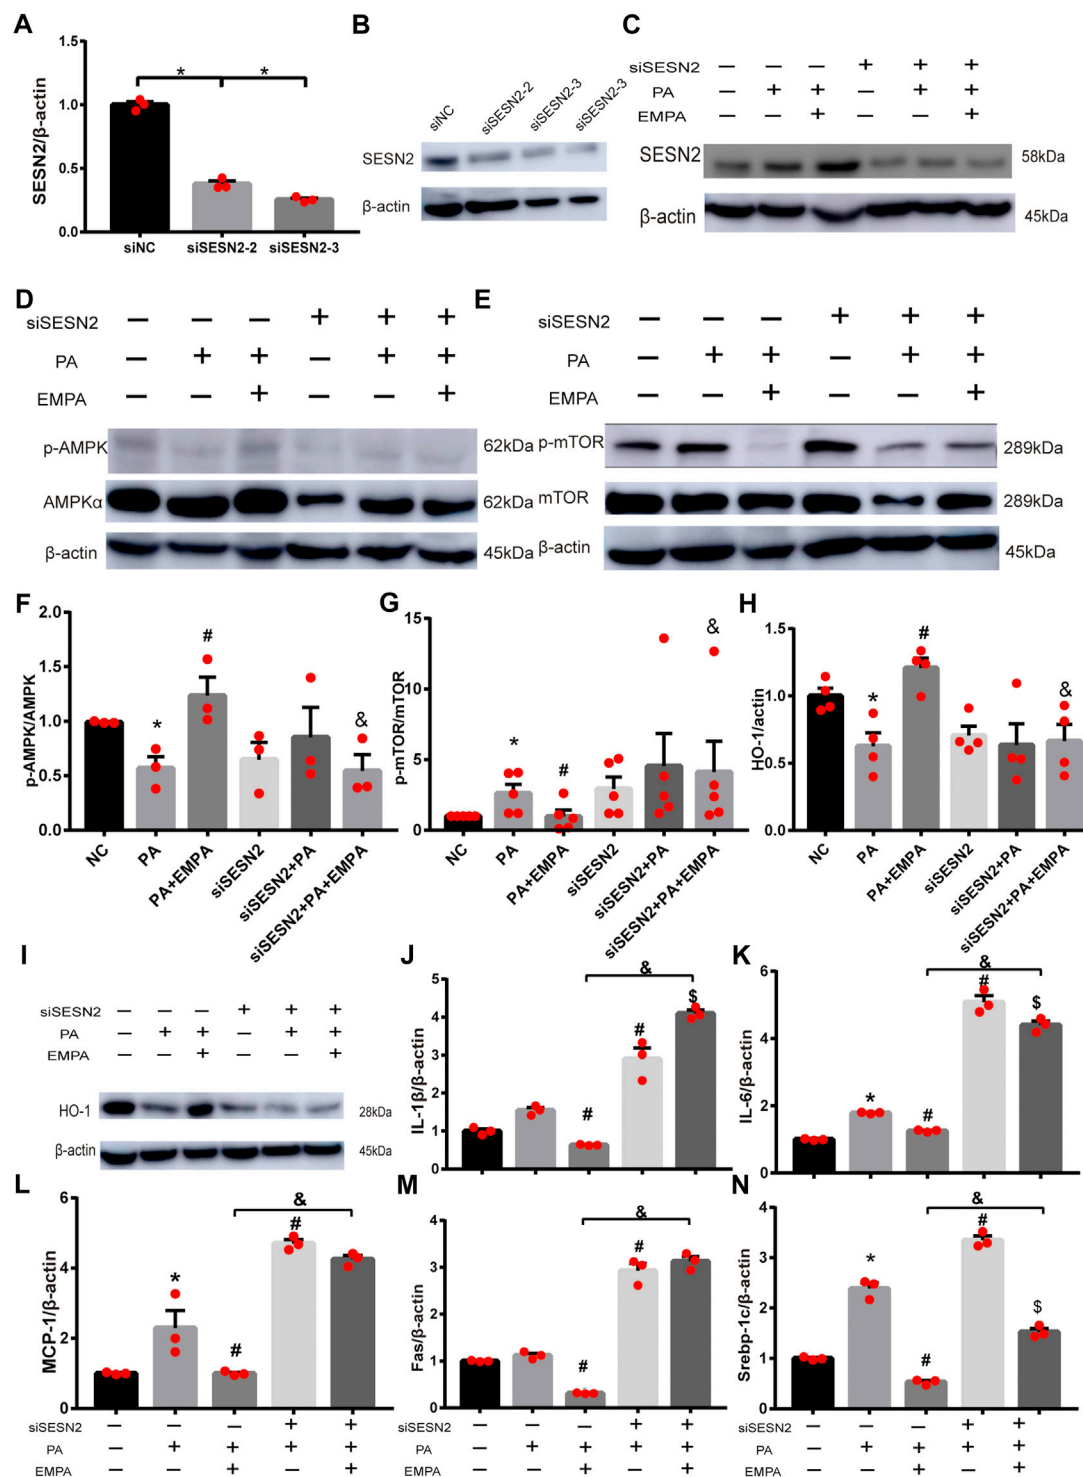 A
SESN2/β-actin
1.5
1.0
0.5
0.0
* *
siNC siSESN2-2 siSESN2-3
B
siNC siSESN2-2 siSESN2-3 siSESN2-3
SESN2
β-actin
C
siSESN2 — — — + + +
PA — + + — + +
EMPA — — + — — +
SESN2 58kDa
β-actin 45kDa
D
siSESN2 — — — + + +
PA — + + — + +
EMPA — — + — — +
p-AMPK 62kDa
AMPKα 62kDa
β-actin 45kDa
E
siSESN2 — — — + + +
PA — + + — + +
EMPA — — + — — +
p-mTOR 289kDa
mTOR 289kDa
β-actin 45kDa
F
p-AMPK/AMPK
2.0
1.5
1.0
0.5
0.0
* # &
NC PA PA+EMPA siSESN2 siSESN2+PA siSESN2+PA+EMPA
G
p-mTOR/mTOR
15
10
5
0
* # &
NC PA PA+EMPA siSESN2 siSESN2+PA siSESN2+PA+EMPA
H
HO-1/actin
1.5
1.0
0.5
0.0
* # &
NC PA PA+EMPA siSESN2 siSESN2+PA siSESN2+PA+EMPA
I
siSESN2 — — — + + +
PA — + + — + +
EMPA — — + — — +
HO-1 28kDa
β-actin 45kDa
J
IL-1β/β-actin
5
4
3
2
1
0
# # $ &
K
IL-6/β-actin
6
4
2
0
* # # $ &
L
MCP-1/β-actin
6
4
2
0
* # # &
siSESN2 — — — + +
PA — + + + +
EMPA — — + — +
M
Fas/β-actin
4
3
2
1
0
# # &
siSESN2 — — — + +
PA — + + + +
EMPA — — + — +
N
Srebp-1c/β-actin
4
3
2
1
0
* # # $ &
siSESN2 — — — + +
PA — + + + +
EMPA — — + — +